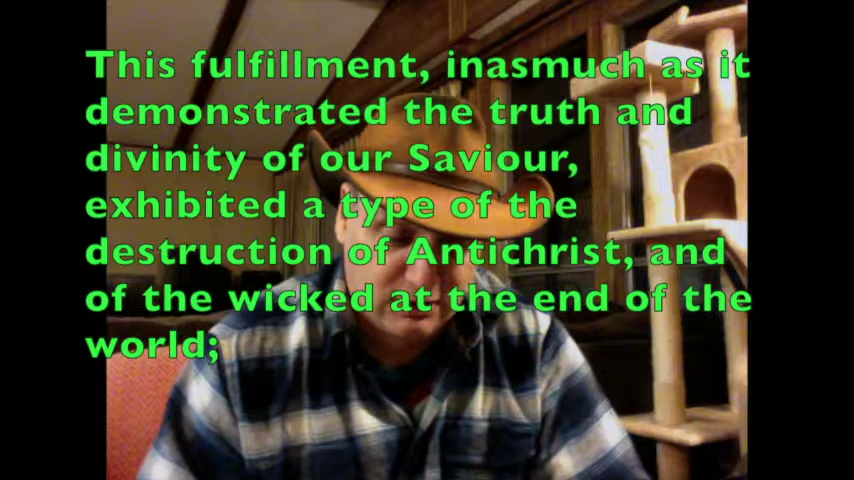 This fulfillment, inasmuch as it
demonstrated the truth and
divinity of our Saviour,
exhibited a type of the
destruction of Antichrist, and
of the wicked at the end of the
world;